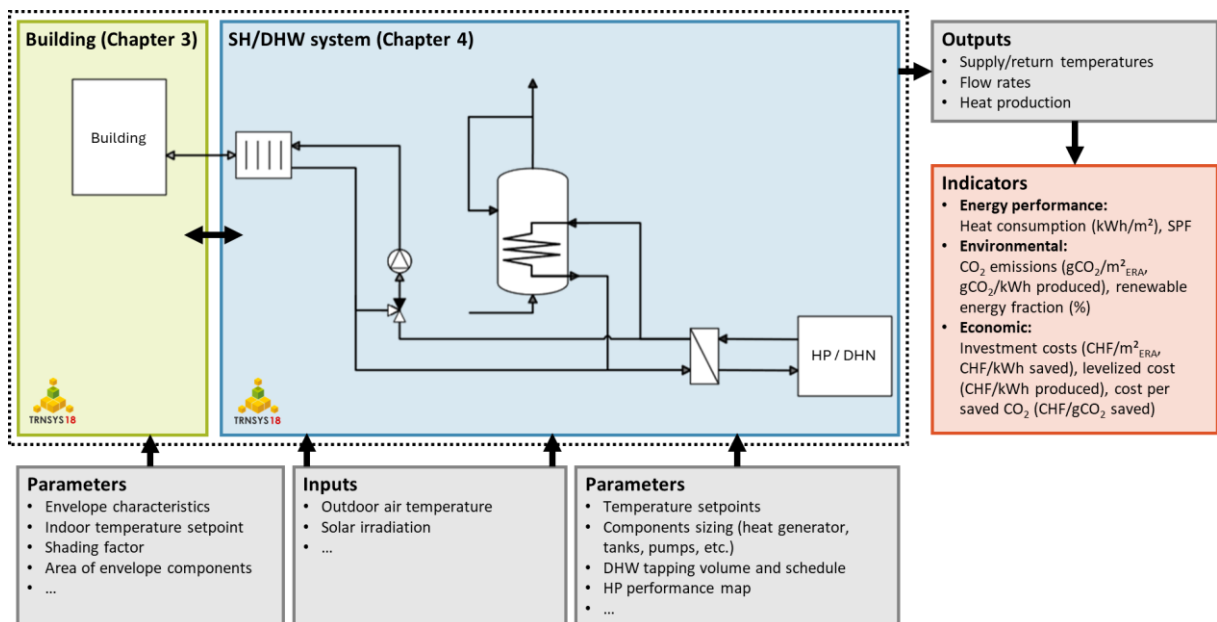 Building (Chapter 3)
SH/DHW system (Chapter 4)
Building
HP / DHN
TRNSYS18
TRNSYS18
Outputs
• Supply/return temperatures
• Flow rates
• Heat production
Indicators
• Energy performance:
Heat consumption (kWh/m²), SPF
• Environmental:
CO₂ emissions (gCO₂/m²ERA,
gCO₂/kWh produced), renewable
energy fraction (%)
• Economic:
Investment costs (CHF/m²ERA,
CHF/kWh saved), levelized cost
(CHF/kWh produced), cost per
saved CO₂ (CHF/gCO₂ saved)
Parameters
• Envelope characteristics
• Indoor temperature setpoint
• Shading factor
• Area of envelope components
• ...
Inputs
• Outdoor air temperature
• Solar irradiation
• ...
Parameters
• Temperature setpoints
• Components sizing (heat generator,
tanks, pumps, etc.)
• DHW tapping volume and schedule
• HP performance map
• ...